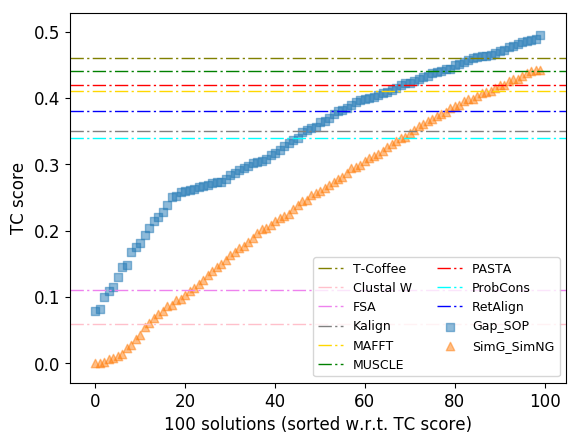 0.5
0.4
0.3
0.2
0.1
0.0
TC score
T-Coffee
Clustal W
FSA
Kalign
MAFFT
MUSCLE
PASTA
ProbCons
RetAlign
Gap_SOP
SimG_SimNG
0 20 40 60 80 100
100 solutions (sorted w.r.t. TC score)